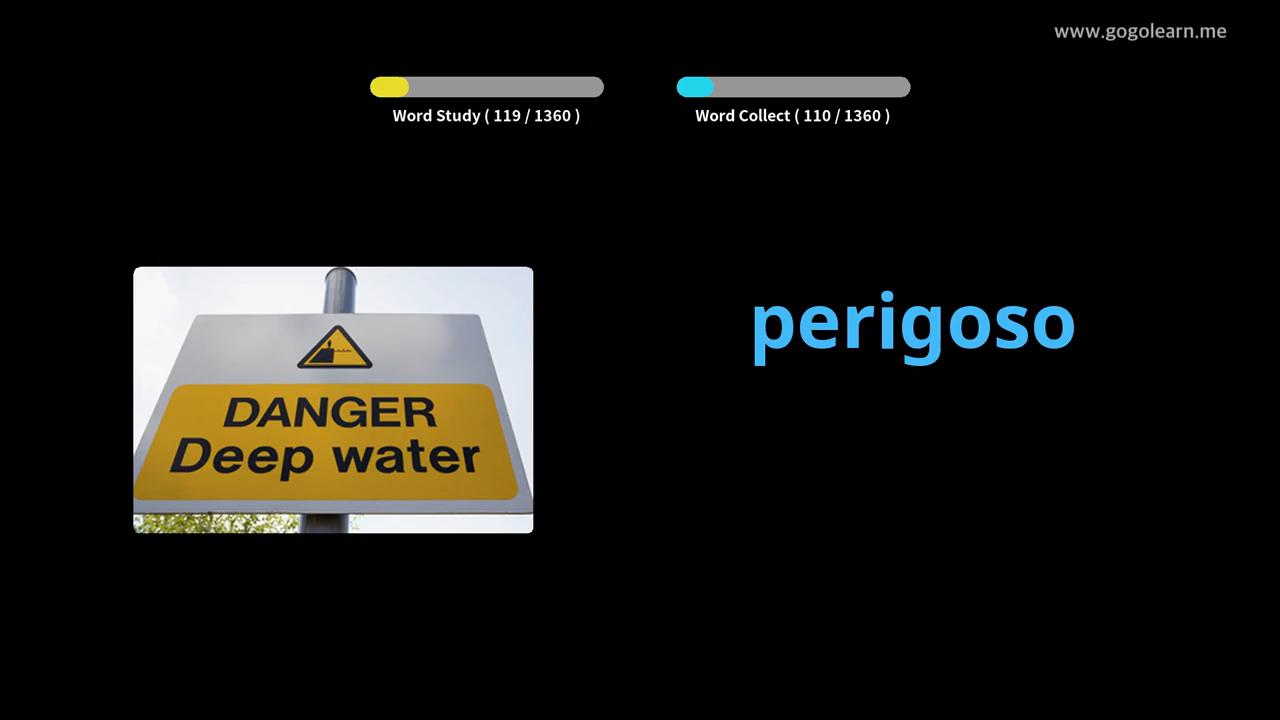 www.gogolearn.me
Word Study ( 119 / 1360 )
Word Collect ( 110 / 1360 )
DANGER
Deep water
perigoso